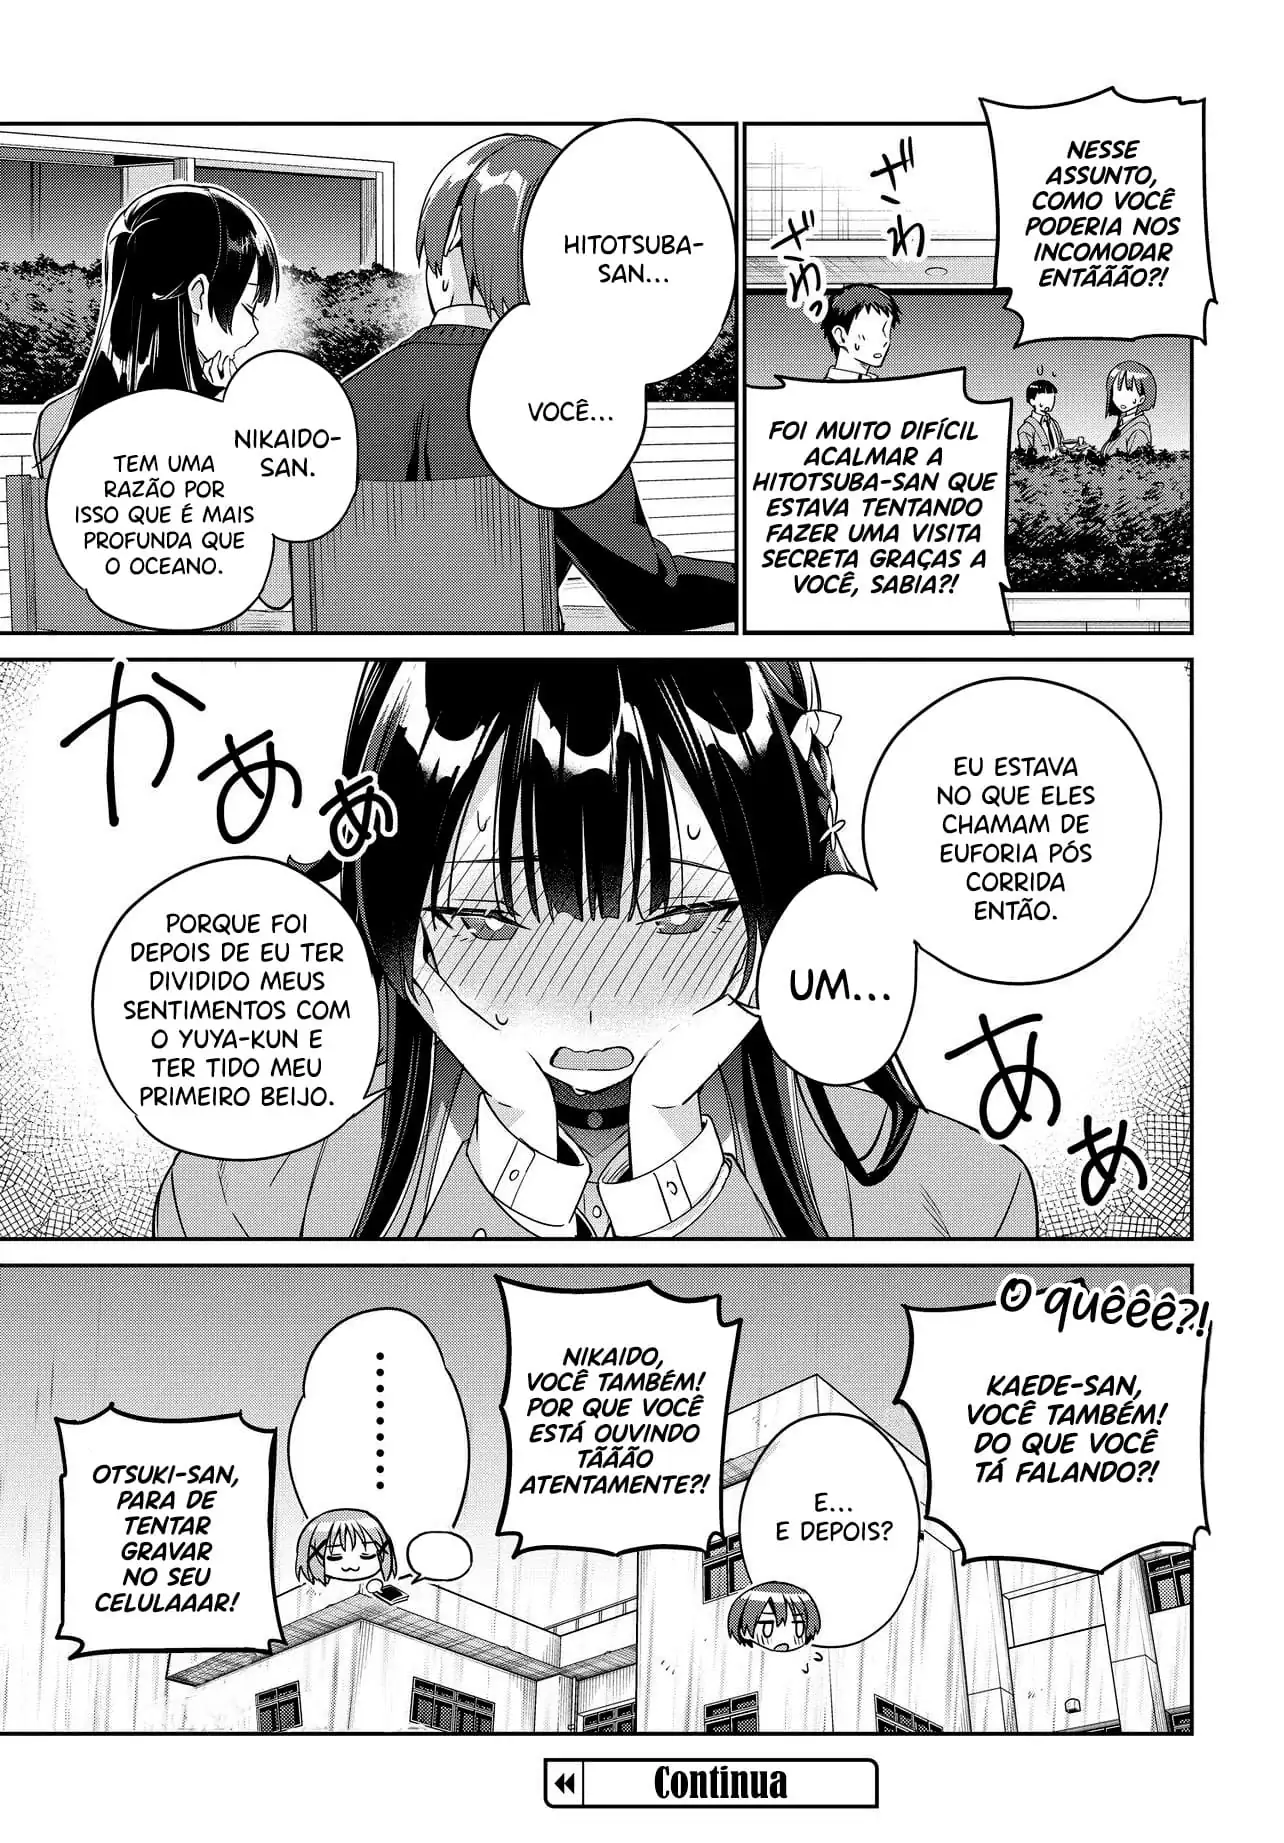 NESSE
ASSUNTO,
COMO VOCÊ
PODERIA NOS
INCOMODAR
ENTÃÃÃO?!
ざわ
ざわっ
FOI MUITO DIFÍCIL
ACALMAR A
HITOTSUBA-SAN QUE
ESTAVA TENTANDO
FAZER UMA VISITA
SECRETA GRAÇAS A
VOCÊ, SABIA?!
HITOTSUBA-
SAN...
VOCÊ...
NIKAIDO-
SAN.
TEM UMA
RAZÃO POR
ISSO QUE É MAIS
PROFUNDA QUE
O OCEANO.
EU ESTAVA
NO QUE ELES
CHAMAM DE
EUFORIA PÓS
CORRIDA
ENTÃO.
UM...
かぁぁ
ああ
PORQUE FOI
DEPOIS DE EU TER
DIVIDIDO MEUS
SENTIMENTOS COM
O YUYA-KUN E
TER TIDO MEU
PRIMEIRO BEIJO.
O QUÊÊÊ?!
KAEDE-SAN,
VOCÊ TAMBÉM!
DO QUE VOCÊ
TÁ FALANDO?!
E...
E DEPOIS?
NIKAIDO,
VOCÊ TAMBÉM!
POR QUE VOCÊ
ESTÁ OUVINDO
TÃÃÃO
ATENTAMENTE?!
.........
OTSUKI-SAN,
PARA DE
TENTAR
GRAVAR
NO SEU
CELULAAAR!
Continua